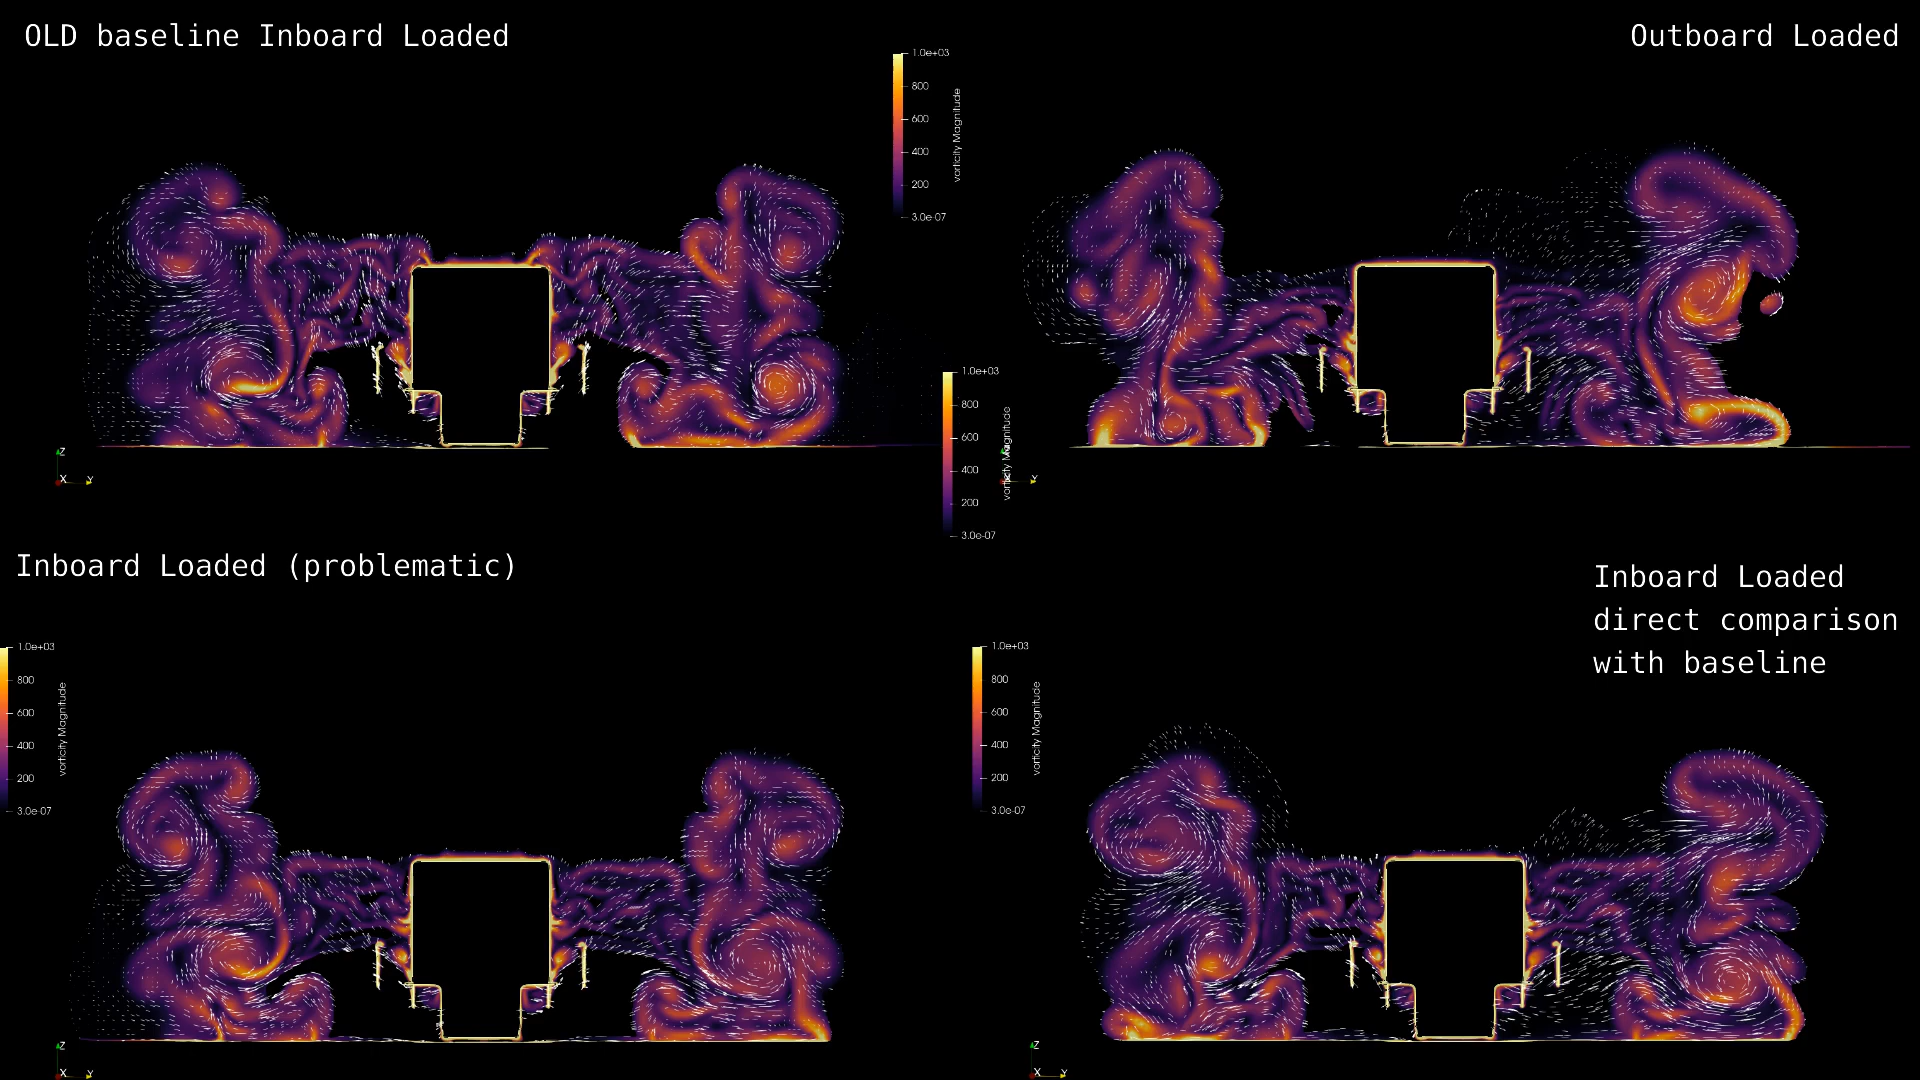 OLD baseline Inboard Loaded
Outboard Loaded
1.0e+03
800
600
400
200
3.0e-07
vorticity Magnitude
1.0e+03
800
600
400
200
3.0e-07
vorticity Magnitude
Z
X Y
Y
Inboard Loaded (problematic)
Inboard Loaded
direct comparison
with baseline
1.0e+03
800
600
400
200
3.0e-07
vorticity Magnitude
1.0e+03
800
600
400
200
3.0e-07
vorticity Magnitude
Z
X Y
Z
X Y